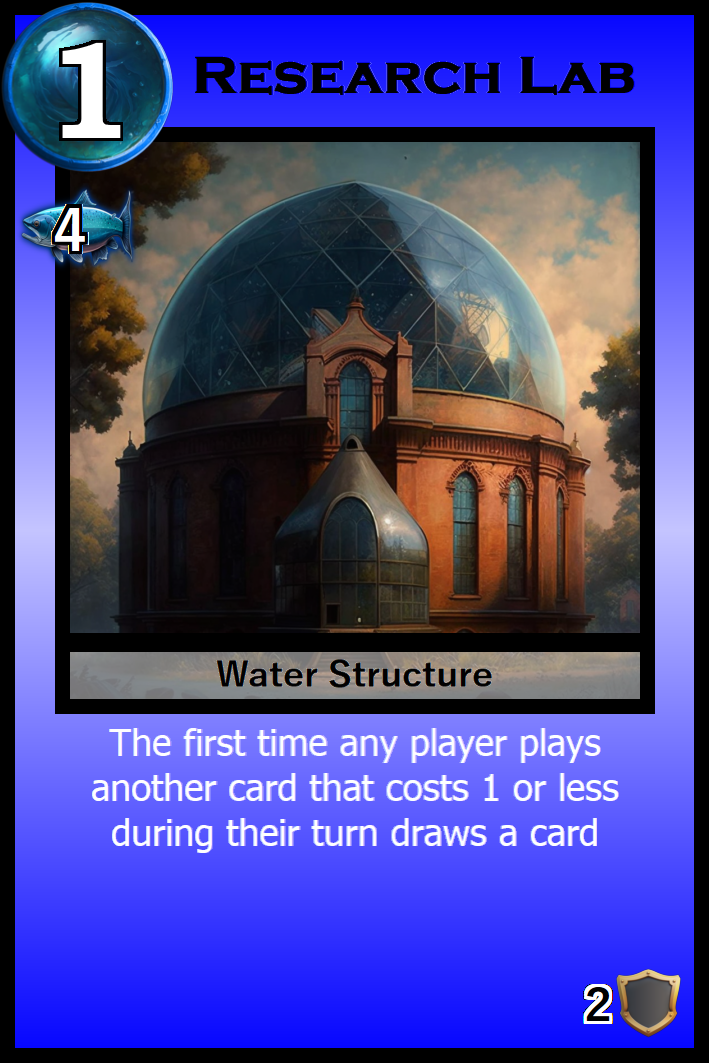 1
Research Lab
4
Water Structure
The first time any player plays
another card that costs 1 or less
during their turn draws a card
2